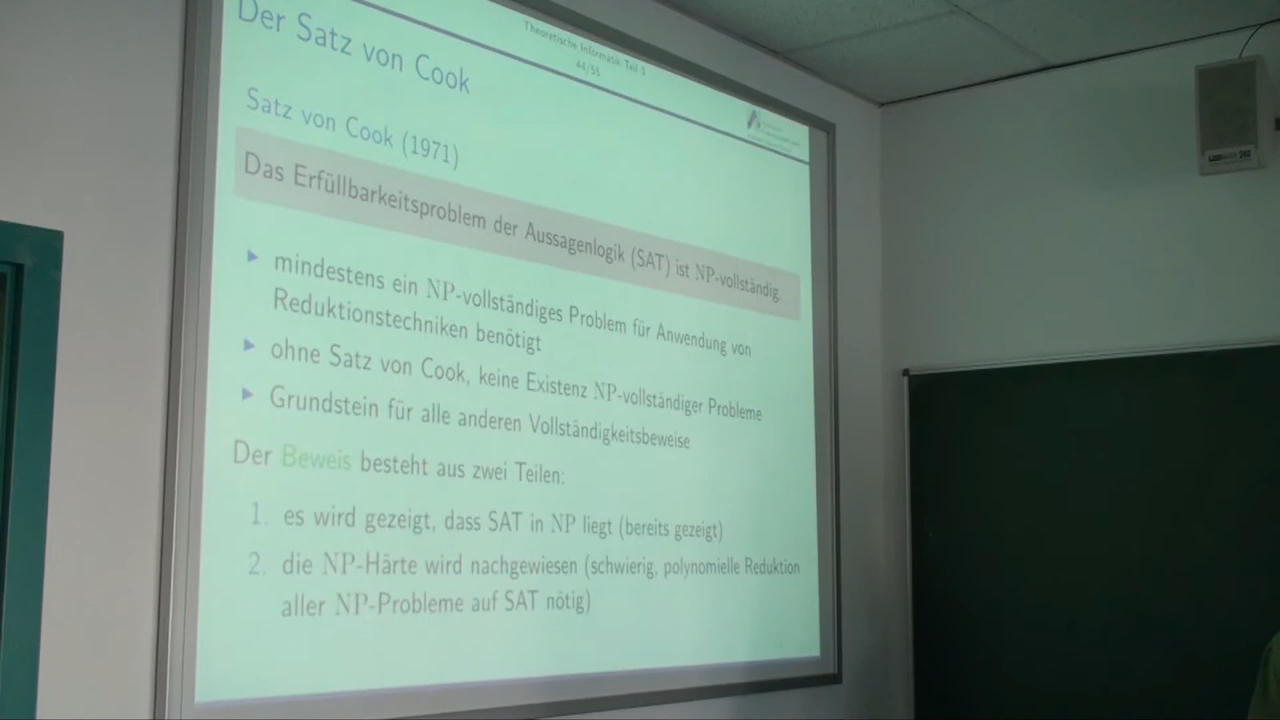 Theoretische Informatik Teil 3
44/55
Der Satz von Cook
Satz von Cook (1971)
Das Erfüllbarkeitsproblem der Aussagenlogik (SAT) ist NP-vollständig.
mindestens ein NP-vollständiges Problem für Anwendung von
Reduktionstechniken benötigt
ohne Satz von Cook, keine Existenz NP-vollständiger Probleme
Grundstein für alle anderen Vollständigkeitsbeweise
Der Beweis besteht aus zwei Teilen:
1. es wird gezeigt, dass SAT in NP liegt (bereits gezeigt)
2. die NP-Härte wird nachgewiesen (schwierig, polynomielle Reduktion
aller NP-Probleme auf SAT nötig)